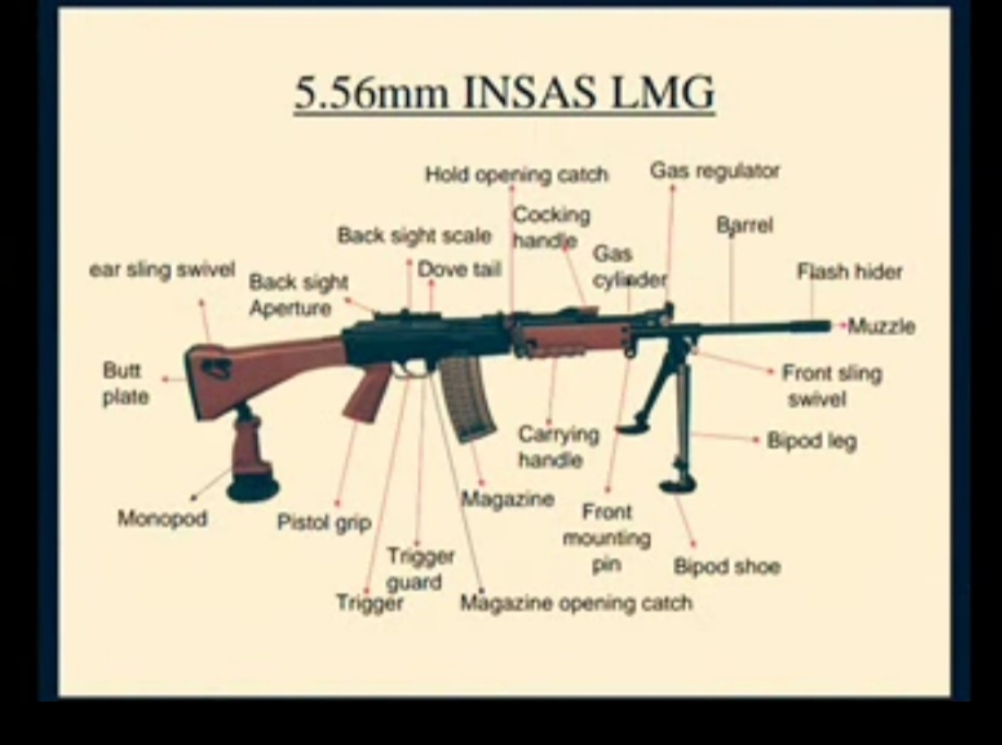 5.56mm INSAS LMG
Hold opening catch
Gas regulator
Cocking
handle
Barrel
Back sight scale
Gas
cylinder
ear sling swivel
Back sight
Aperture
Dove tail
Flash hider
Muzzle
Butt
plate
Front sling
swivel
Carrying
handle
Bipod leg
Magazine
Monopod
Pistol grip
Front
mounting
pin
Trigger
guard
Bipod shoe
Trigger
Magazine opening catch